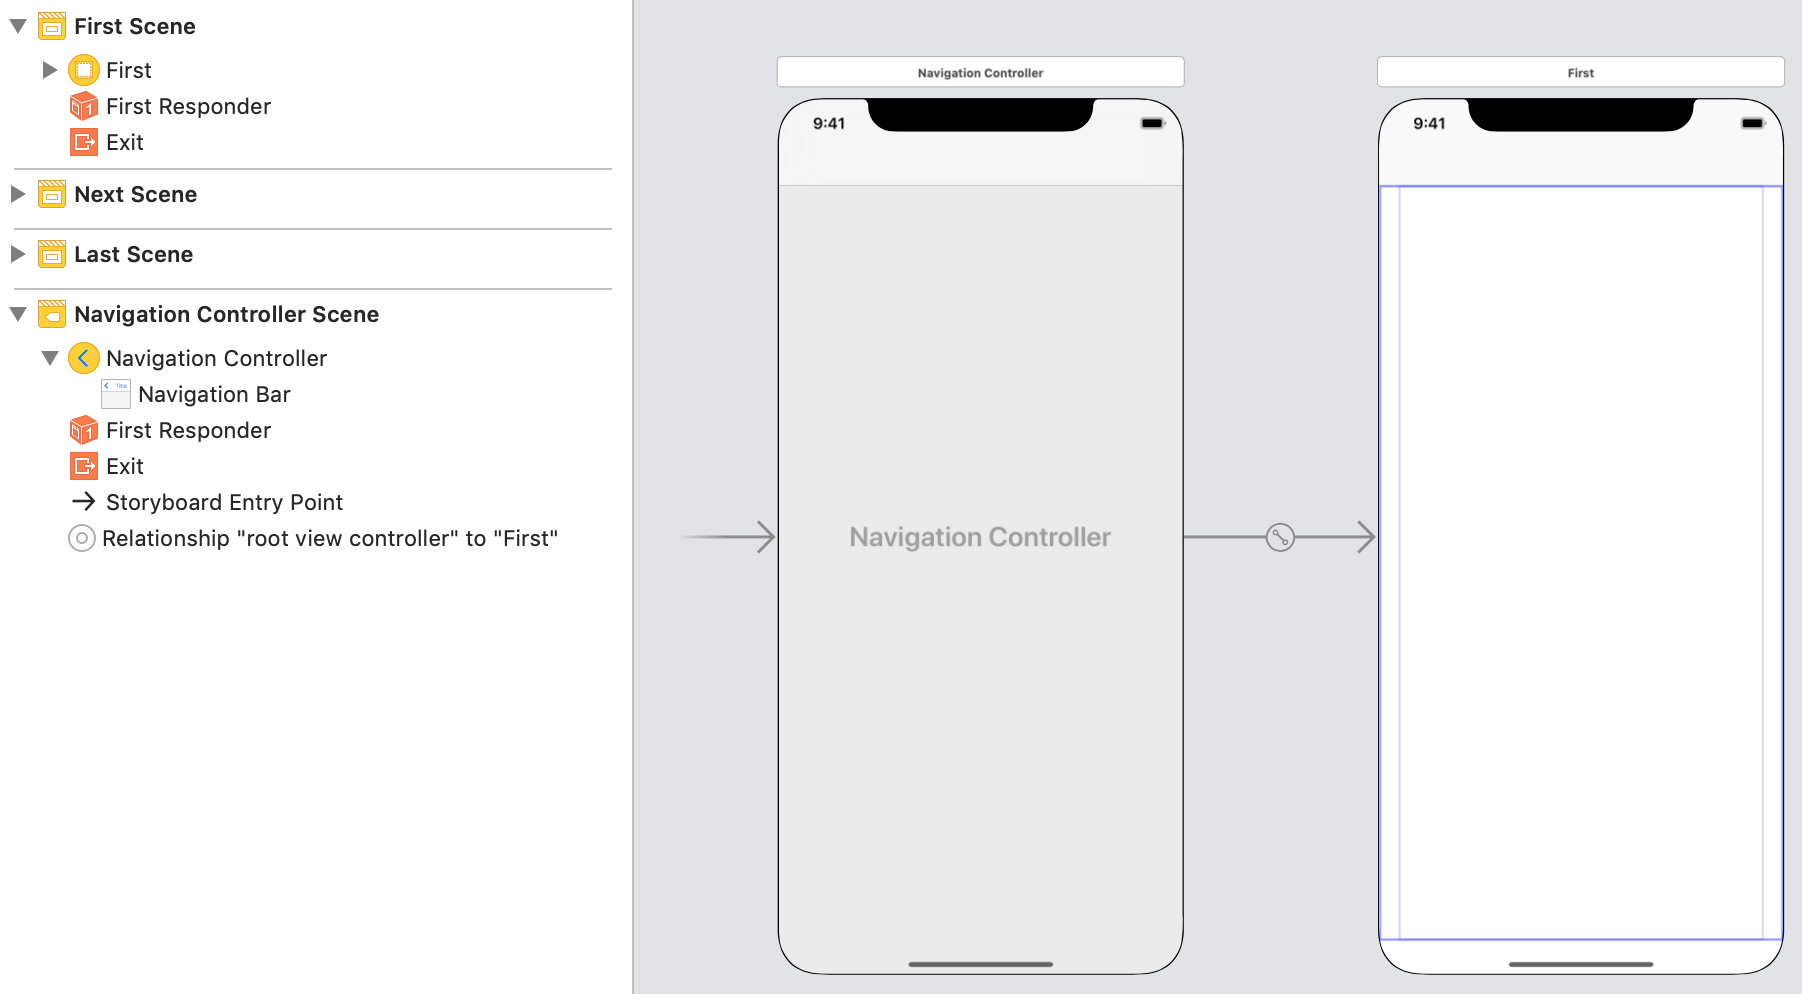 First Scene
First
First Responder
Exit
Next Scene
Last Scene
Navigation Controller Scene
Navigation Controller
Title
Navigation Bar
First Responder
Exit
Storyboard Entry Point
Relationship "root view controller" to "First"
Navigation Controller
9:41
Navigation Controller
First
9:41